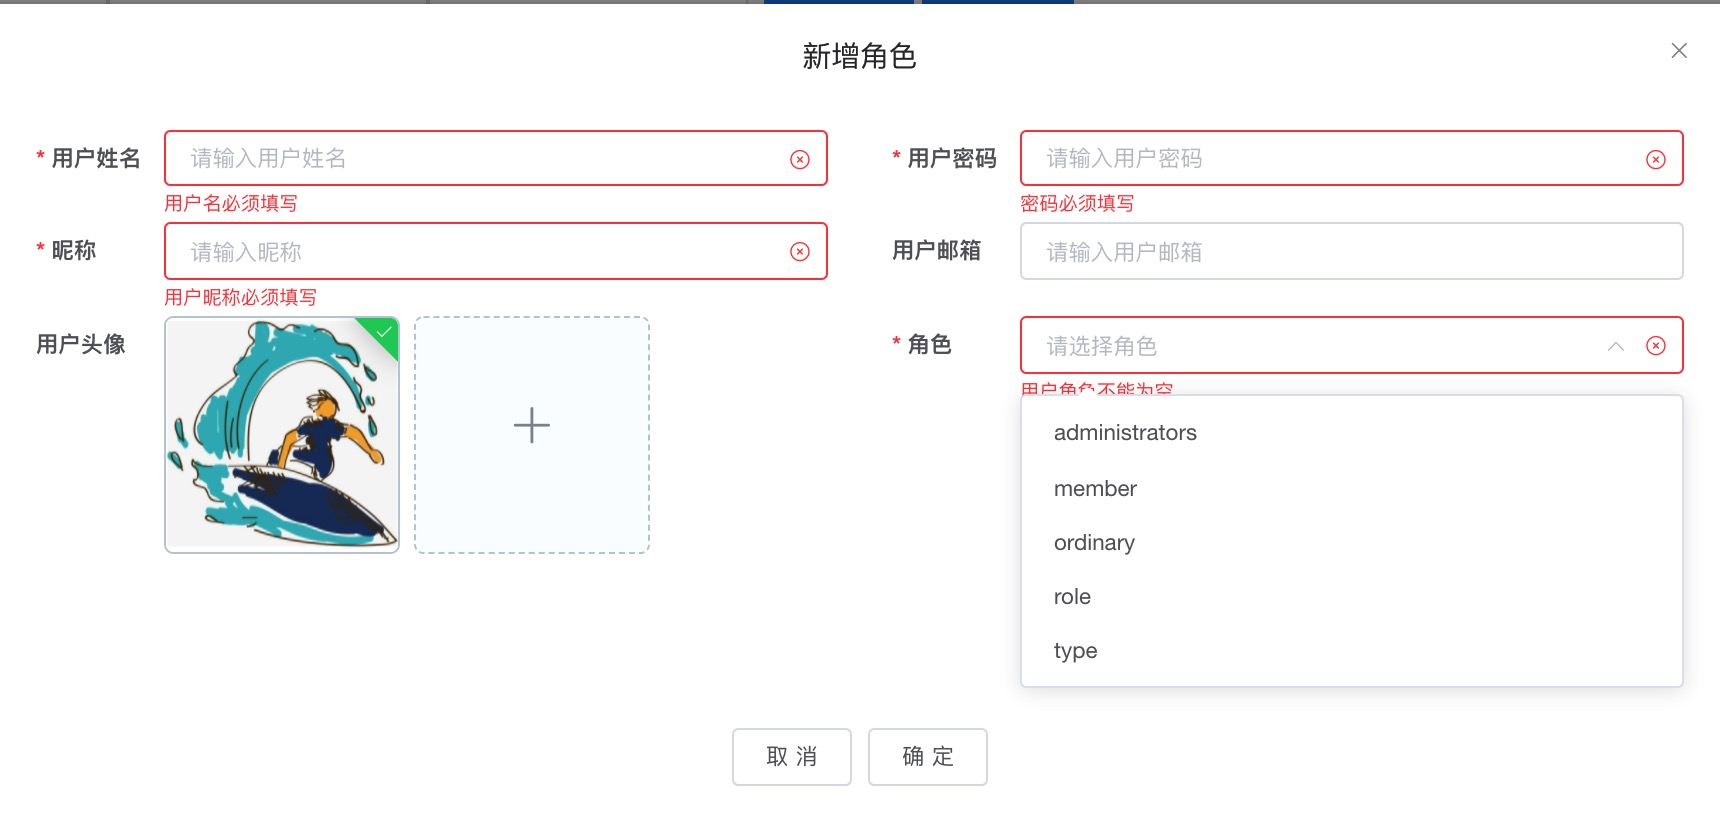 新增角色
* 用户姓名 请输入用户姓名
用户名必须填写
* 用户密码 请输入用户密码
密码必须填写
* 昵称 请输入昵称
用户昵称必须填写
用户邮箱 请输入用户邮箱
用户头像
* 角色 请选择角色
用户角色不能为空
administrators
member
ordinary
role
type
取 消
确 定